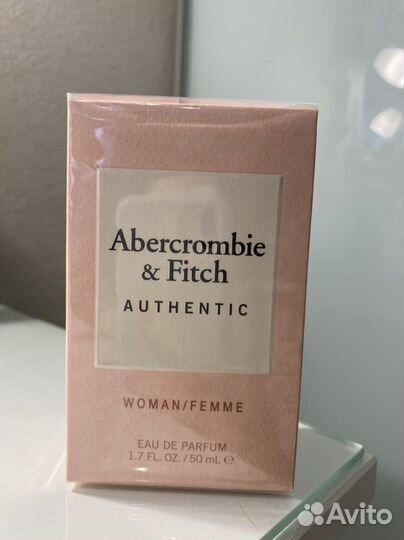 Abercrombie
& Fitch
AUTHENTIC
WOMAN/FEMME
EAU DE PARFUM
1.7 FL. OZ. / 50 mL ℮
Avito